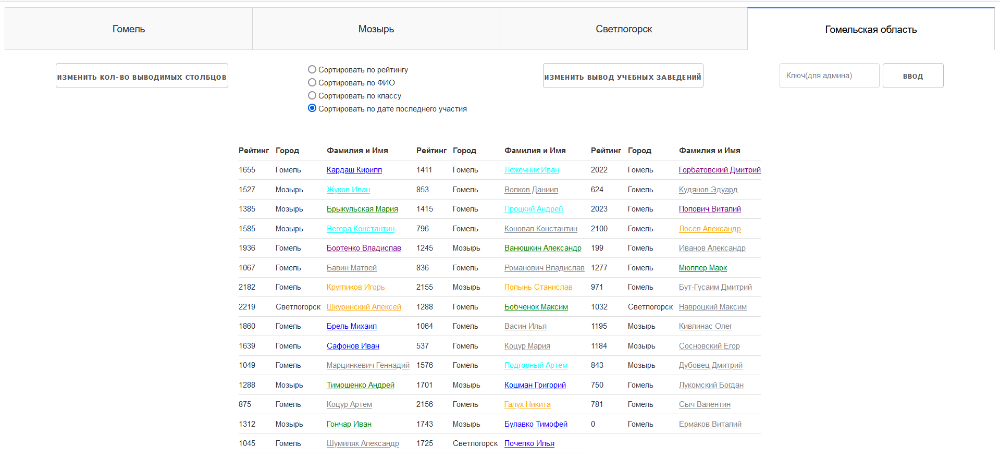 Гомель Мозырь Светлогорск Гомельская область
ИЗМЕНИТЬ КОЛ-ВО ВЫВОДИМЫХ СТОЛБЦОВ
Сортировать по рейтингу
Сортировать по ФИО
Сортировать по классу
Сортировать по дате последнего участия
ИЗМЕНИТЬ ВЫВОД УЧЕБНЫХ ЗАВЕДЕНИЙ
Ключ(для админа) ВВОД
Рейтинг Город Фамилия и Имя Рейтинг Город Фамилия и Имя Рейтинг Город Фамилия и Имя
1655 Гомель Кардаш Кирилл 1411 Гомель Ложечник Иван 2022 Гомель Горбатовский Дмитрий
1527 Мозырь Жуков Иван 853 Гомель Волков Даниил 624 Гомель Кудянов Эдуард
1385 Мозырь Брыкульская Мария 1415 Гомель Процкий Андрей 2023 Гомель Попович Виталий
1585 Мозырь Вегера Константин 796 Гомель Коновал Константин 2100 Гомель Лосев Александр
1936 Гомель Бортенко Владислав 1245 Мозырь Ванюшкин Александр 199 Гомель Иванов Александр
1067 Гомель Бавин Матвей 836 Гомель Романович Владислав 1277 Гомель Мюллер Марк
2182 Гомель Кругликов Игорь 2155 Мозырь Полынь Станислав 971 Гомель Бут-Гусаим Дмитрий
2219 Светлогорск Шкуринский Алексей 1288 Гомель Бобченок Максим 1032 Светлогорск Навроцкий Максим
1860 Гомель Брель Михаил 1064 Гомель Васин Илья 1195 Мозырь Кивлинас Олег
1639 Гомель Сафонов Иван 537 Гомель Коцур Мария 1184 Мозырь Сосновский Егор
1049 Гомель Марцинкевич Геннадий 1576 Гомель Подгорный Артём 843 Мозырь Дубовец Дмитрий
1288 Мозырь Тимошенко Андрей 1701 Мозырь Кошман Григорий 750 Гомель Лукомский Богдан
875 Гомель Коцур Артем 2156 Гомель Галух Никита 781 Гомель Сыч Валентин
1312 Мозырь Гончар Иван 1743 Мозырь Булавко Тимофей 0 Гомель Ермаков Виталий
1045 Гомель Шумиляк Александр 1725 Светлогорск Почепко Илья